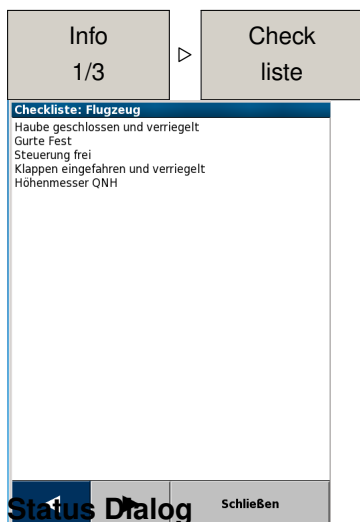 Info
1/3
▷
Check
liste
Checkliste: Flugzeug
Haube geschlossen und verriegelt
Gurte Fest
Steuerung frei
Klappen eingefahren und verriegelt
Höhenmesser QNH
Schließen
Status Dialog